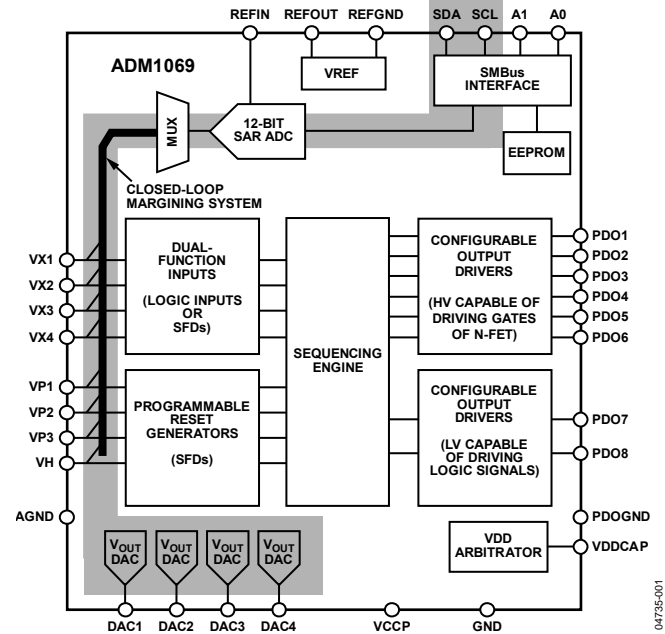 REFIN REFOUT REFGND SDA SCL A1 A0
ADM1069
VREF
SMBus
INTERFACE
MUX
12-BIT
SAR ADC
EEPROM
CLOSED-LOOP
MARGINING SYSTEM
VX1
VX2
VX3
VX4
DUAL-
FUNCTION
INPUTS
(LOGIC INPUTS
OR
SFDs)
SEQUENCING
ENGINE
CONFIGURABLE
OUTPUT
DRIVERS
(HV CAPABLE OF
DRIVING GATES
OF N-FET)
PDO1
PDO2
PDO3
PDO4
PDO5
PDO6
VP1
VP2
VP3
VH
PROGRAMMABLE
RESET
GENERATORS
(SFDs)
CONFIGURABLE
OUTPUT
DRIVERS
(LV CAPABLE
OF DRIVING
LOGIC SIGNALS)
PDO7
PDO8
AGND
PDOGND
VOUT
DAC
VOUT
DAC
VOUT
DAC
VOUT
DAC
VDD
ARBITRATOR
VDDCAP
DAC1 DAC2 DAC3 DAC4 VCCP GND
04735-001